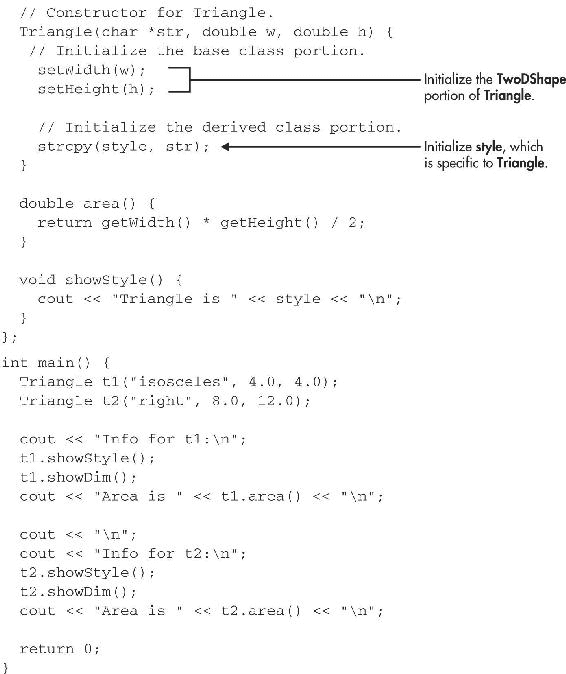 // Constructor for Triangle.
Triangle(char *str, double w, double h) {
// Initialize the base class portion.
setWidth(w);
setHeight(h);
Initialize the TwoDShape
portion of Triangle.
// Initialize the derived class portion.
strcpy(style, str);
Initialize style, which
is specific to Triangle.
}
double area() {
return getWidth() * getHeight() / 2;
}
void showStyle() {
cout << "Triangle is " << style << "\n";
}
};
int main() {
Triangle t1("isosceles", 4.0, 4.0);
Triangle t2("right", 8.0, 12.0);
cout << "Info for t1:\n";
t1.showStyle();
t1.showDim();
cout << "Area is " << t1.area() << "\n";
cout << "\n";
cout << "Info for t2:\n";
t2.showStyle();
t2.showDim();
cout << "Area is " << t2.area() << "\n";
return 0;
}